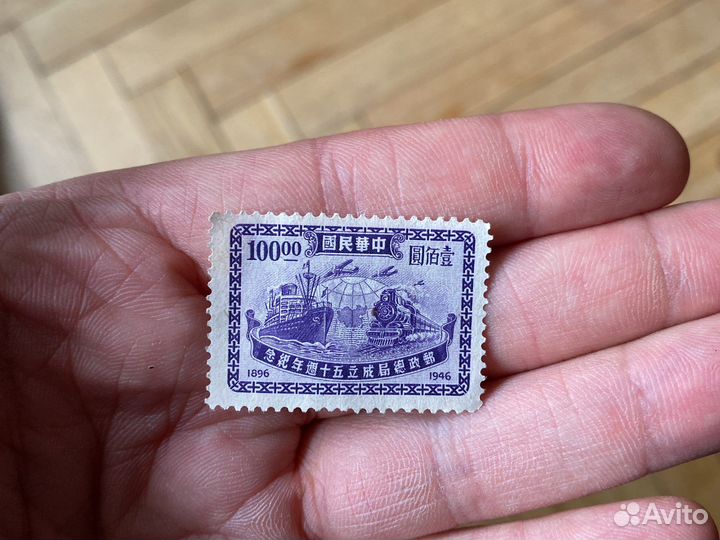 國民華中
100.00
圓佰壹
念紀年週十五立成局總政郵
1896
1946
Avito